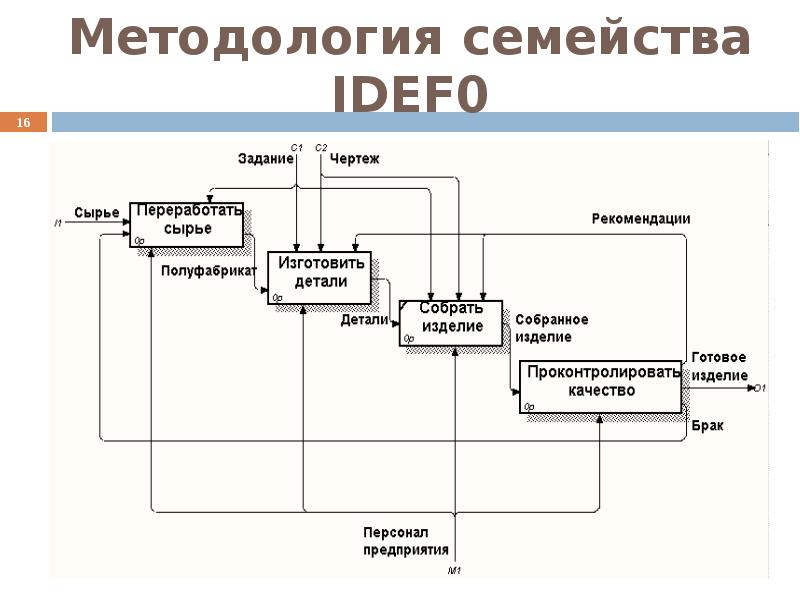 Методология семейства
IDEF0
16
C1 C2
Задание Чертеж
Сырье
I1
Переработать
сырье
0р
Рекомендации
Полуфабрикат
Изготовить
детали
0р
Детали
Собрать
изделие
0р
Собранное
изделие
Проконтролировать
качество
0р
Готовое
изделие
O1
Брак
Персонал
предприятия
M1